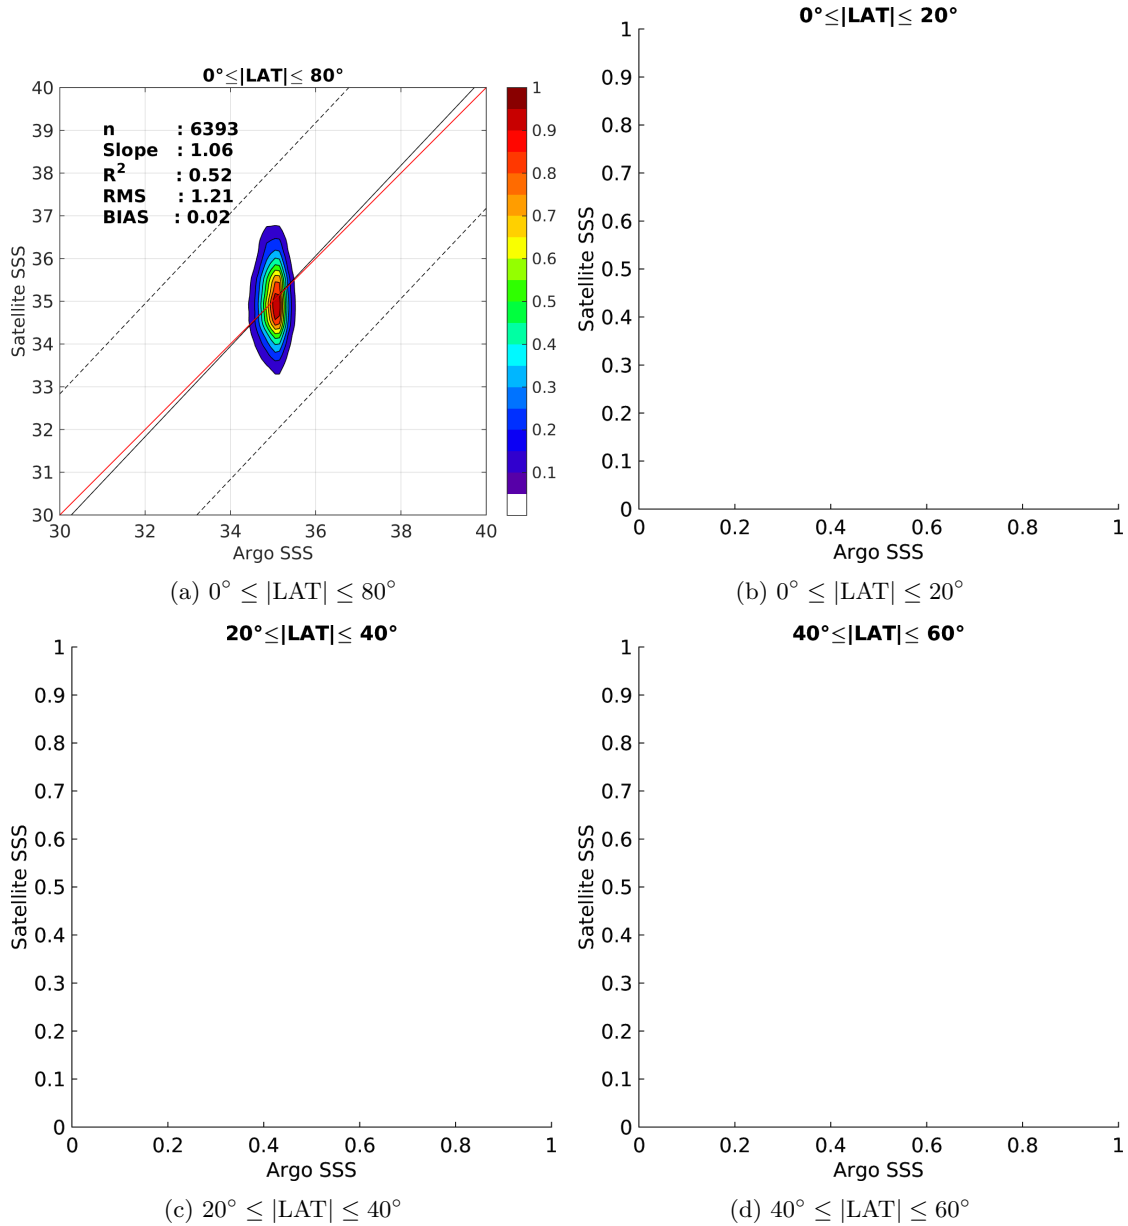 0°≤|LAT|≤ 80°
40
39
38
37
36
35
34
33
32
31
30
n : 6393
Slope : 1.06
R² : 0.52
RMS : 1.21
BIAS : 0.02
Satellite SSS
30 32 34 36 38 40
Argo SSS
1
0.9
0.8
0.7
0.6
0.5
0.4
0.3
0.2
0.1
(a) 0° ≤ |LAT| ≤ 80°
0°≤|LAT|≤ 20°
1
0.9
0.8
0.7
0.6
0.5
0.4
0.3
0.2
0.1
0
Satellite SSS
0 0.2 0.4 0.6 0.8 1
Argo SSS
(b) 0° ≤ |LAT| ≤ 20°
20°≤|LAT|≤ 40°
1
0.9
0.8
0.7
0.6
0.5
0.4
0.3
0.2
0.1
0
Satellite SSS
0 0.2 0.4 0.6 0.8 1
Argo SSS
(c) 20° ≤ |LAT| ≤ 40°
40°≤|LAT|≤ 60°
1
0.9
0.8
0.7
0.6
0.5
0.4
0.3
0.2
0.1
0
Satellite SSS
0 0.2 0.4 0.6 0.8 1
Argo SSS
(d) 40° ≤ |LAT| ≤ 60°